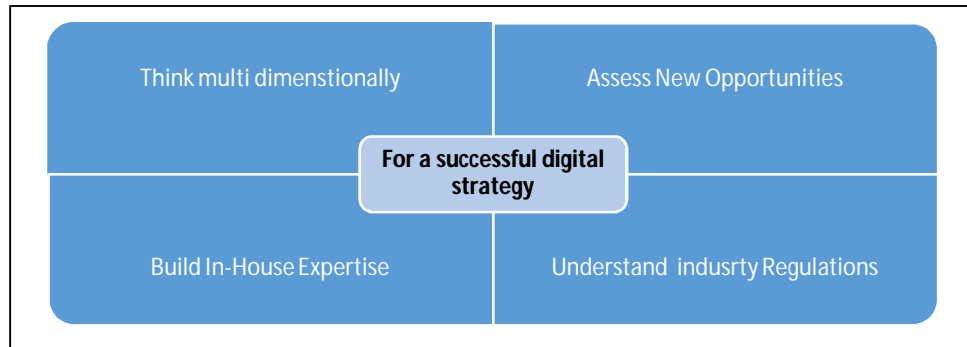 Think multi dimenstionally
Assess New Opportunities
For a successful digital
strategy
Build In-House Expertise
Understand indusrty Regulations